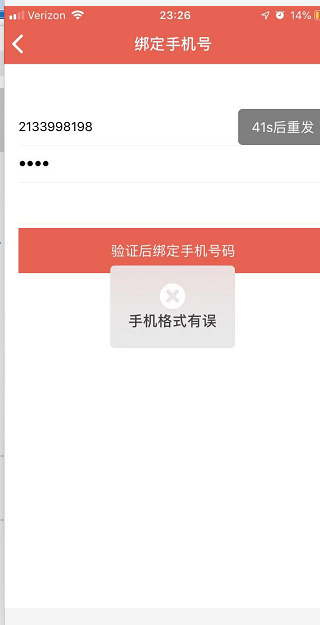 Verizon 23:26 14%
绑定手机号
2133998198 41s后重发
••••
验证后绑定手机号码
手机格式有误